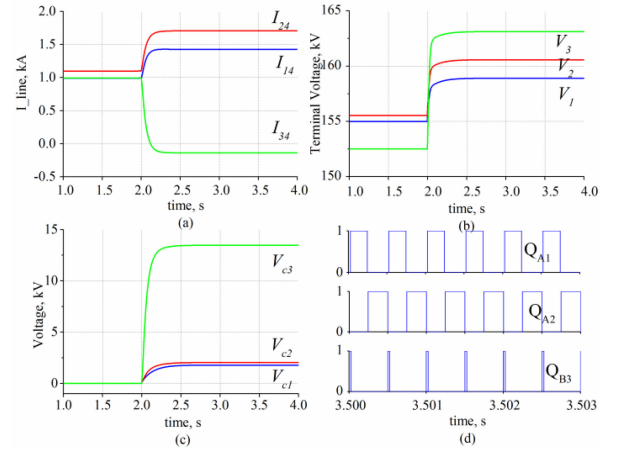 I_line, kA
2.0
1.5
1.0
0.5
0.0
-0.5
I24
I14
I34
1.0 1.5 2.0 2.5 3.0 3.5 4.0
time, s
(a)
Terminal Voltage, kV
165
160
155
150
V3
V2
V1
1.0 1.5 2.0 2.5 3.0 3.5 4.0
time, s
(b)
Voltage, kV
15
10
5
0
Vc3
Vc2
Vc1
1.0 1.5 2.0 2.5 3.0 3.5 4.0
time, s
(c)
1
0
QA1
1
0
QA2
1
0
QB3
3.500 3.501 3.502 3.503
time, s
(d)